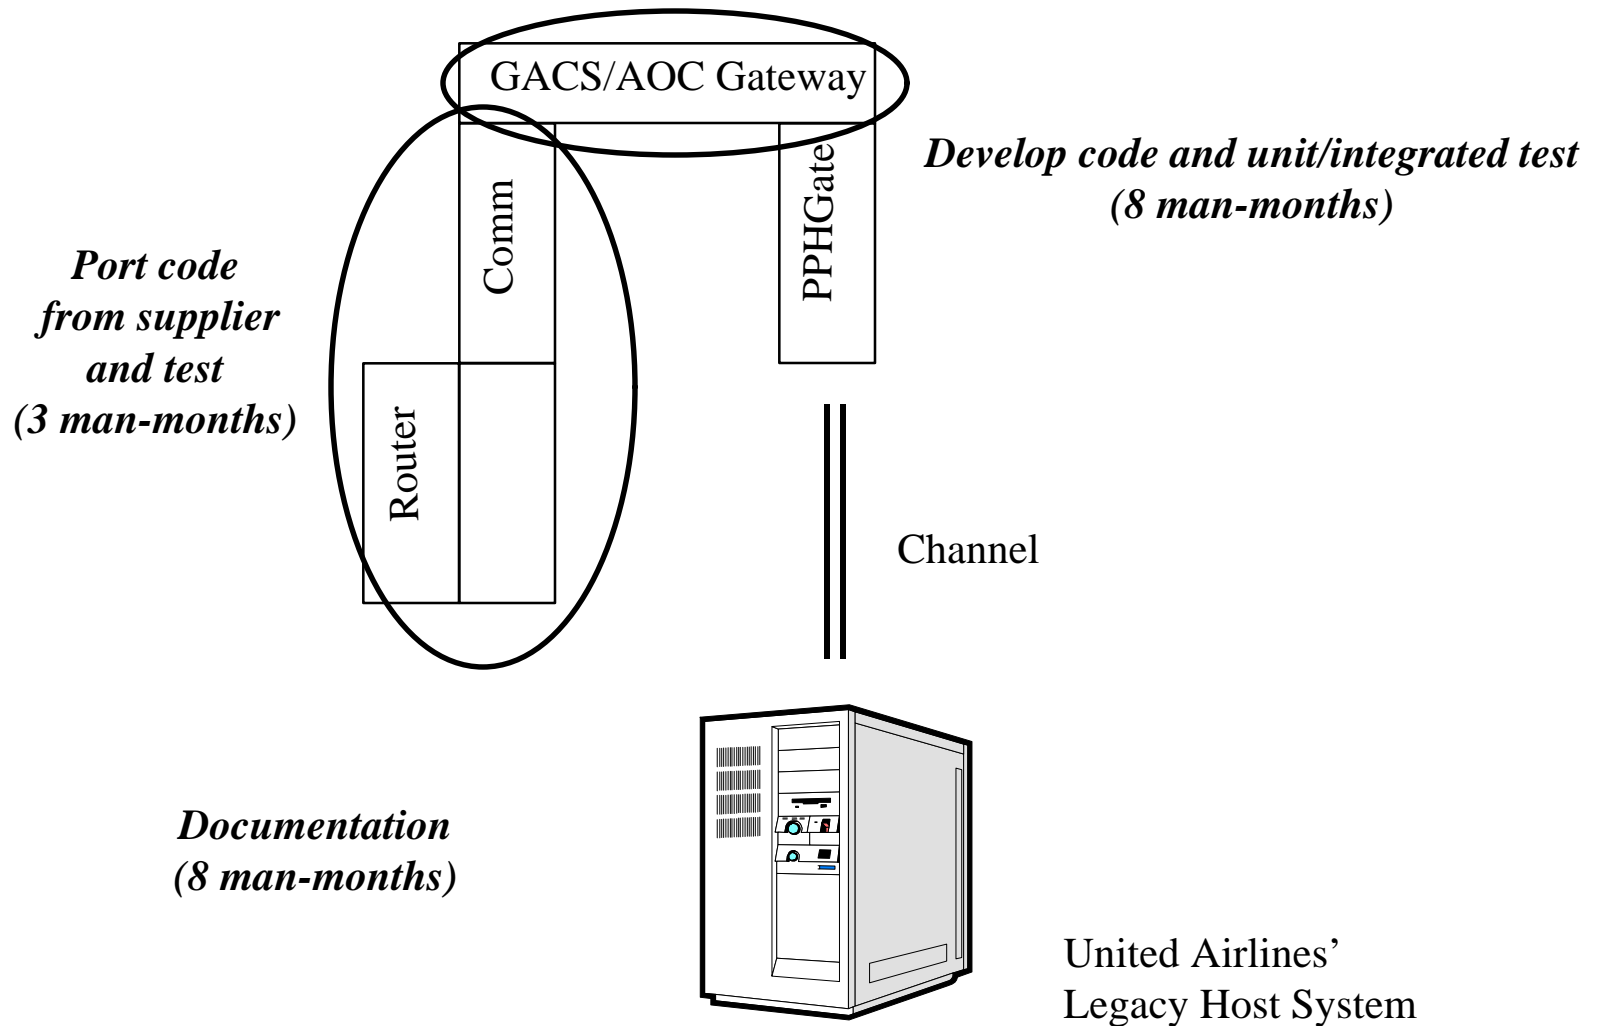 GACS/AOC Gateway
Comm
PPHGate
Develop code and unit/integrated test
(8 man-months)
Port code
from supplier
and test
(3 man-months)
Router
Channel
Documentation
(8 man-months)
United Airlines’
Legacy Host System